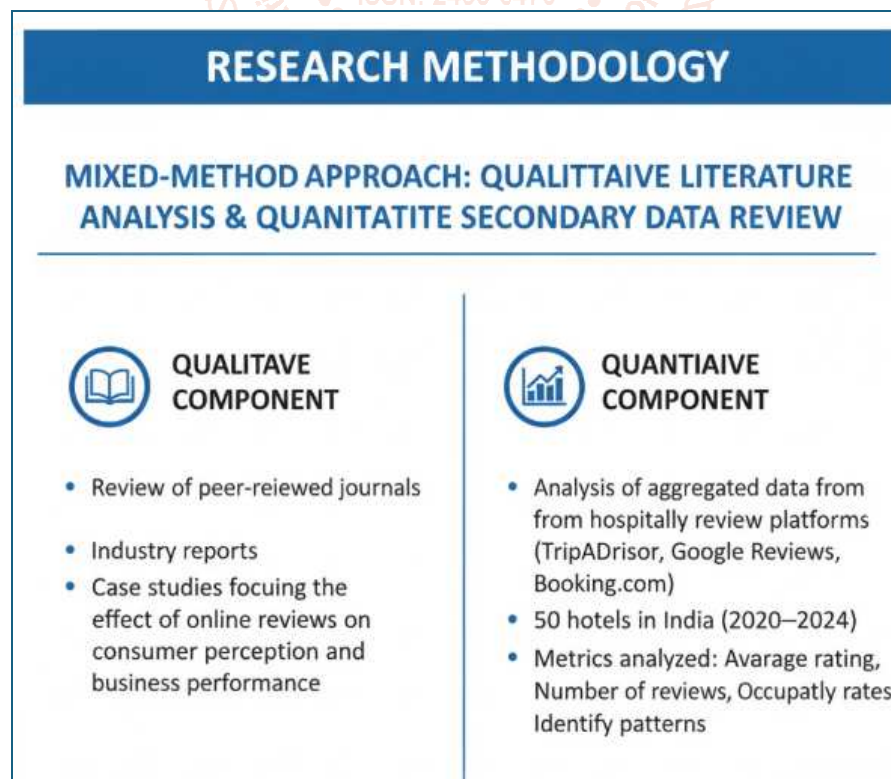 RESEARCH METHODOLOGY
MIXED-METHOD APPROACH: QUALITTAIVE LITERATURE
ANALYSIS & QUANITATITE SECONDARY DATA REVIEW
QUALITAVE
COMPONENT
• Review of peer-reiewed journals
• Industry reports
• Case studies focuing the
effect of online reviews on
consumer perception and
business performance
QUANTIAIVE
COMPONENT
• Analysis of aggregated data from
from hospitally review platforms
(TripADrisor, Google Reviews,
Booking.com)
• 50 hotels in India (2020–2024)
• Metrics analyzed: Avarage rating,
Number of reviews, Occupatly rates
Identify patterns